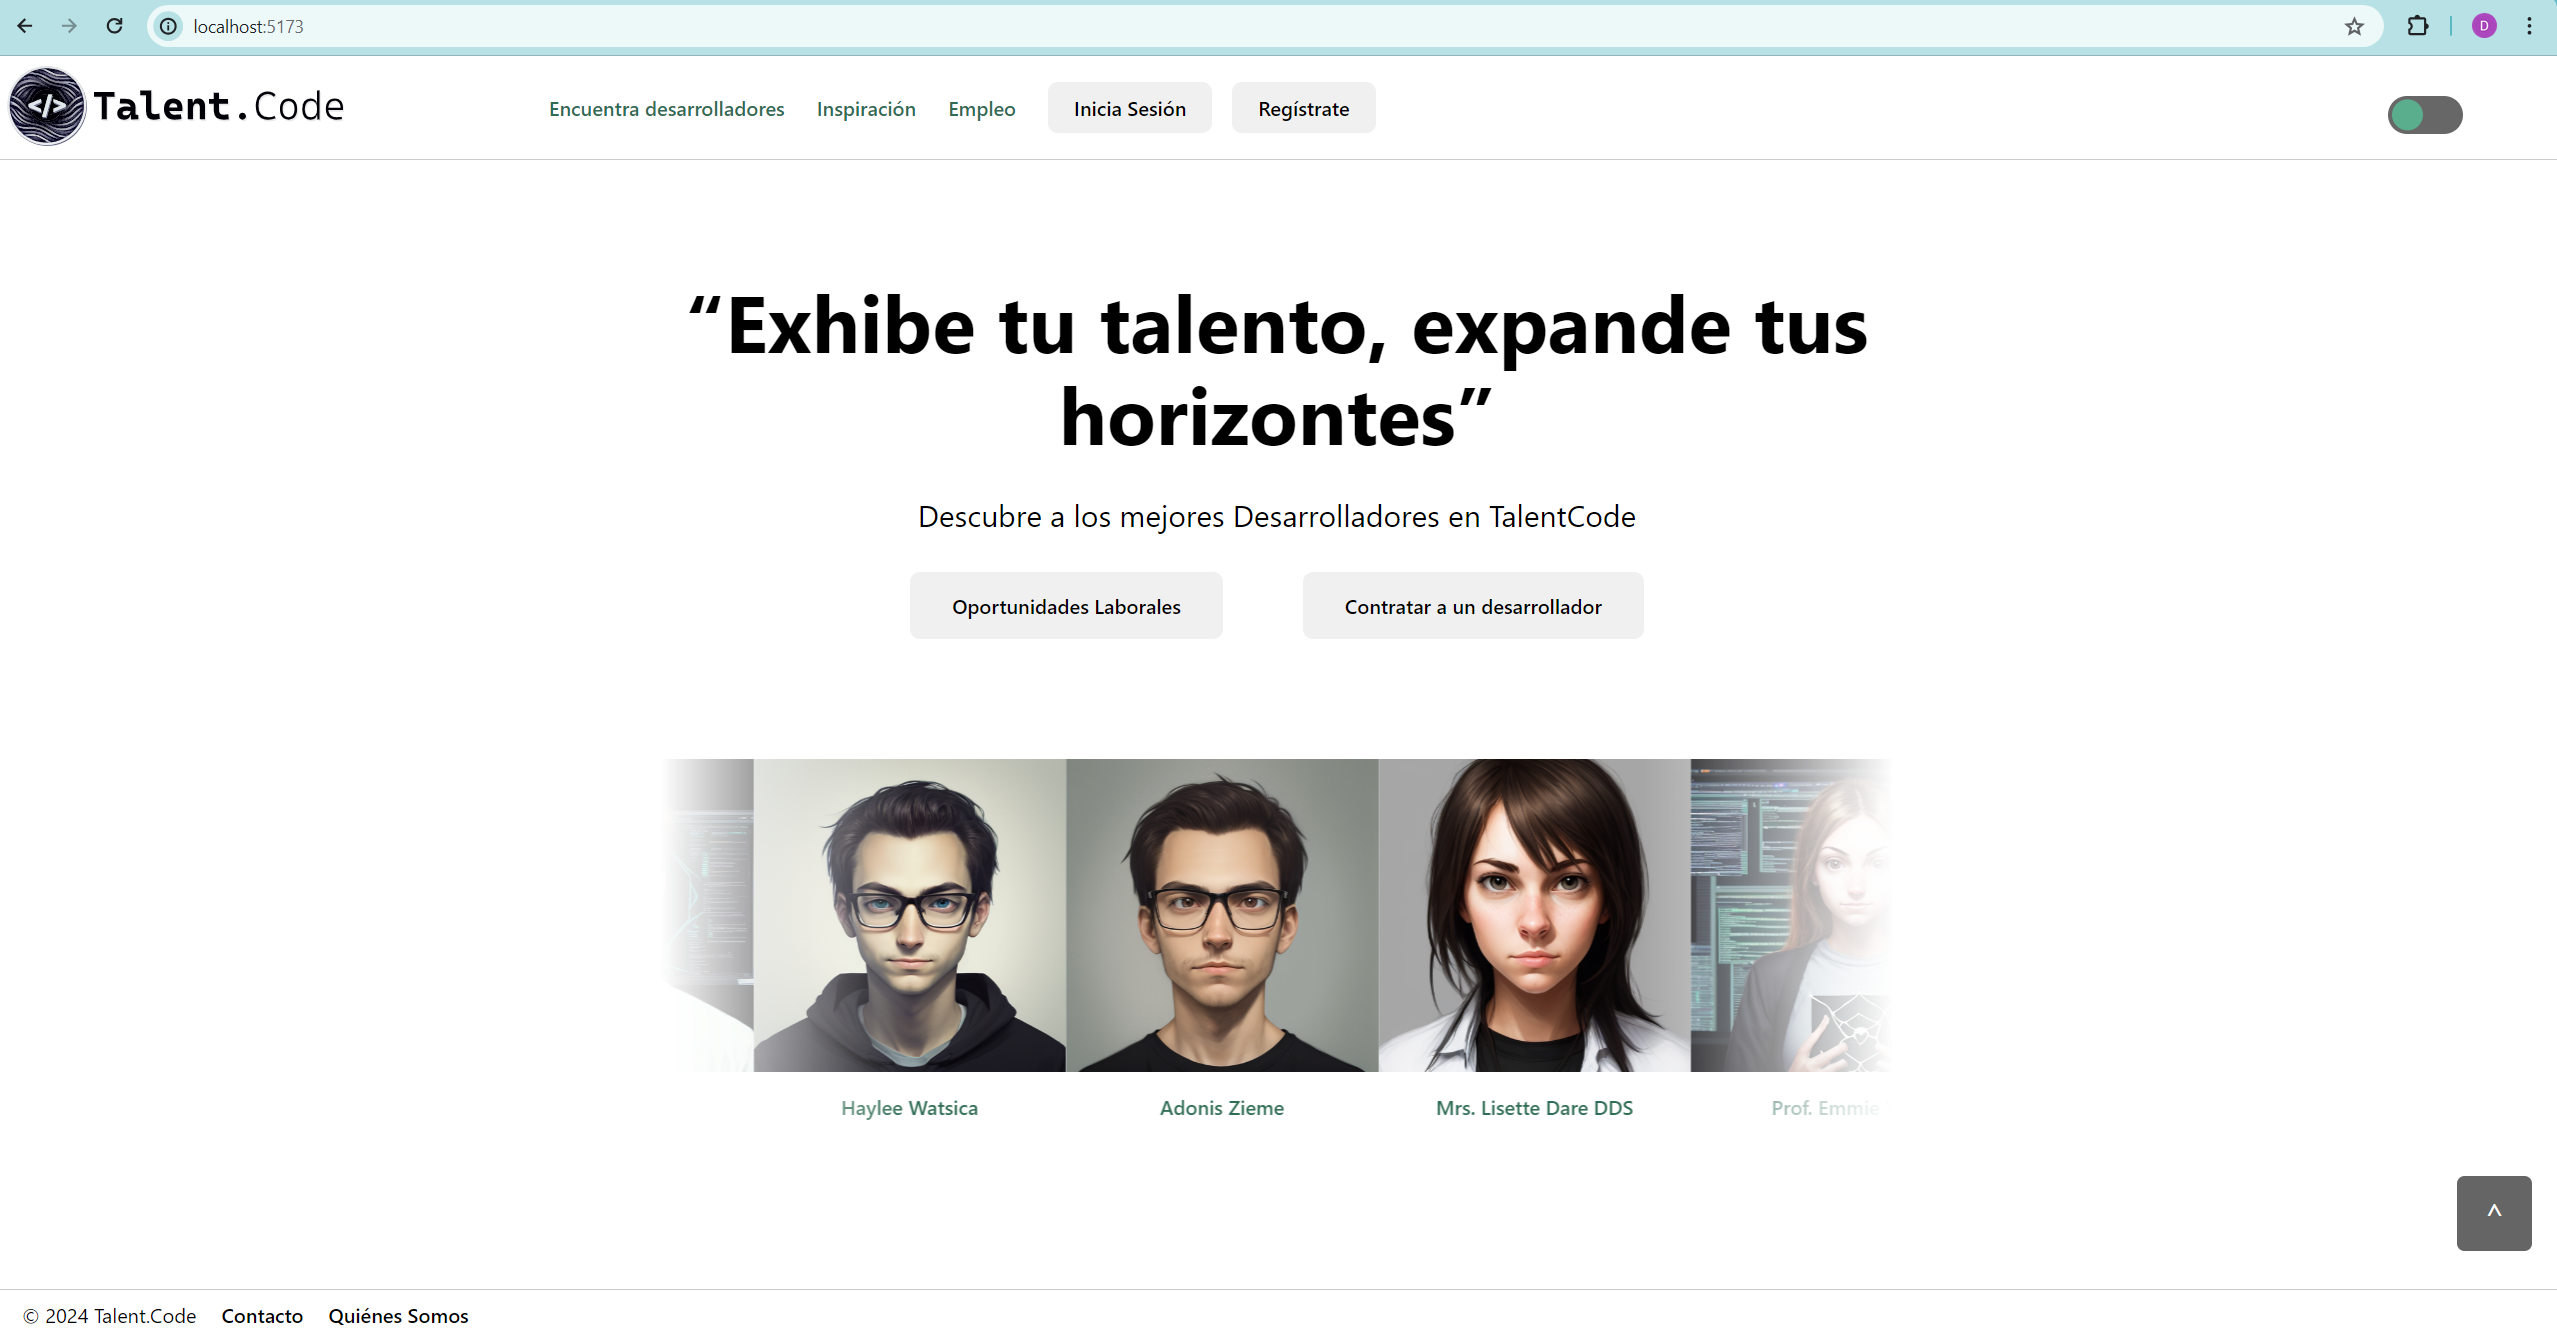 localhost:5173
D
</> Talent.Code
Encuentra desarrolladores
Inspiración
Empleo
Inicia Sesión
Regístrate
“Exhibe tu talento, expande tus
horizontes”
Descubre a los mejores Desarrolladores en TalentCode
Oportunidades Laborales
Contratar a un desarrollador
Haylee Watsica
Adonis Zieme
Mrs. Lisette Dare DDS
Prof. Emmie
^
© 2024 Talent.Code
Contacto
Quiénes Somos